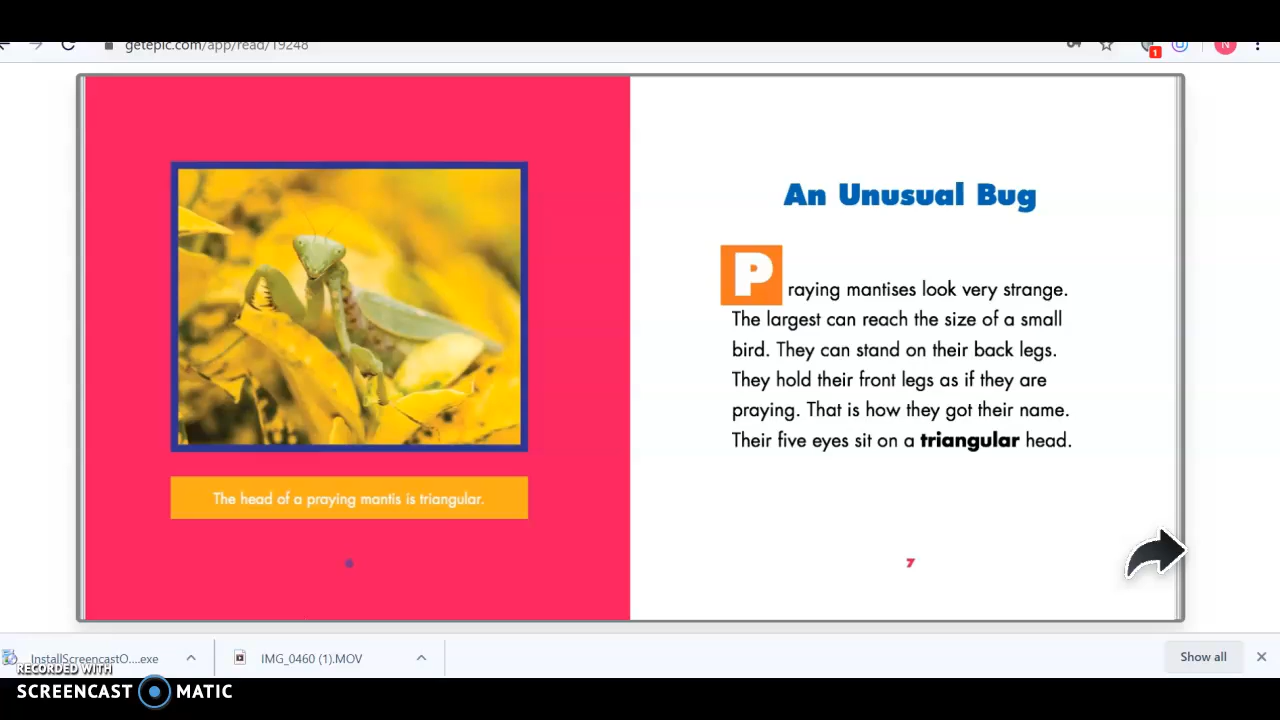 getepic.com/app/read/19248
1
N
An Unusual Bug
Praying mantises look very strange.
The largest can reach the size of a small
bird. They can stand on their back legs.
They hold their front legs as if they are
praying. That is how they got their name.
Their five eyes sit on a triangular head.
The head of a praying mantis is triangular.
7
InstallScreencastO....exe
IMG_0460 (1).MOV
Show all
RECORDED WITH
SCREENCAST MATIC